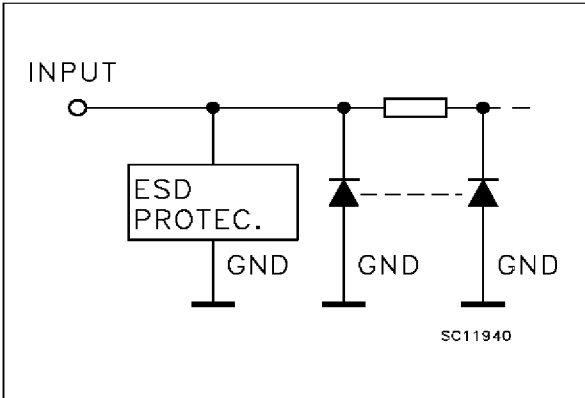 INPUT
ESD
PROTEC.
GND
GND
GND
SC11940